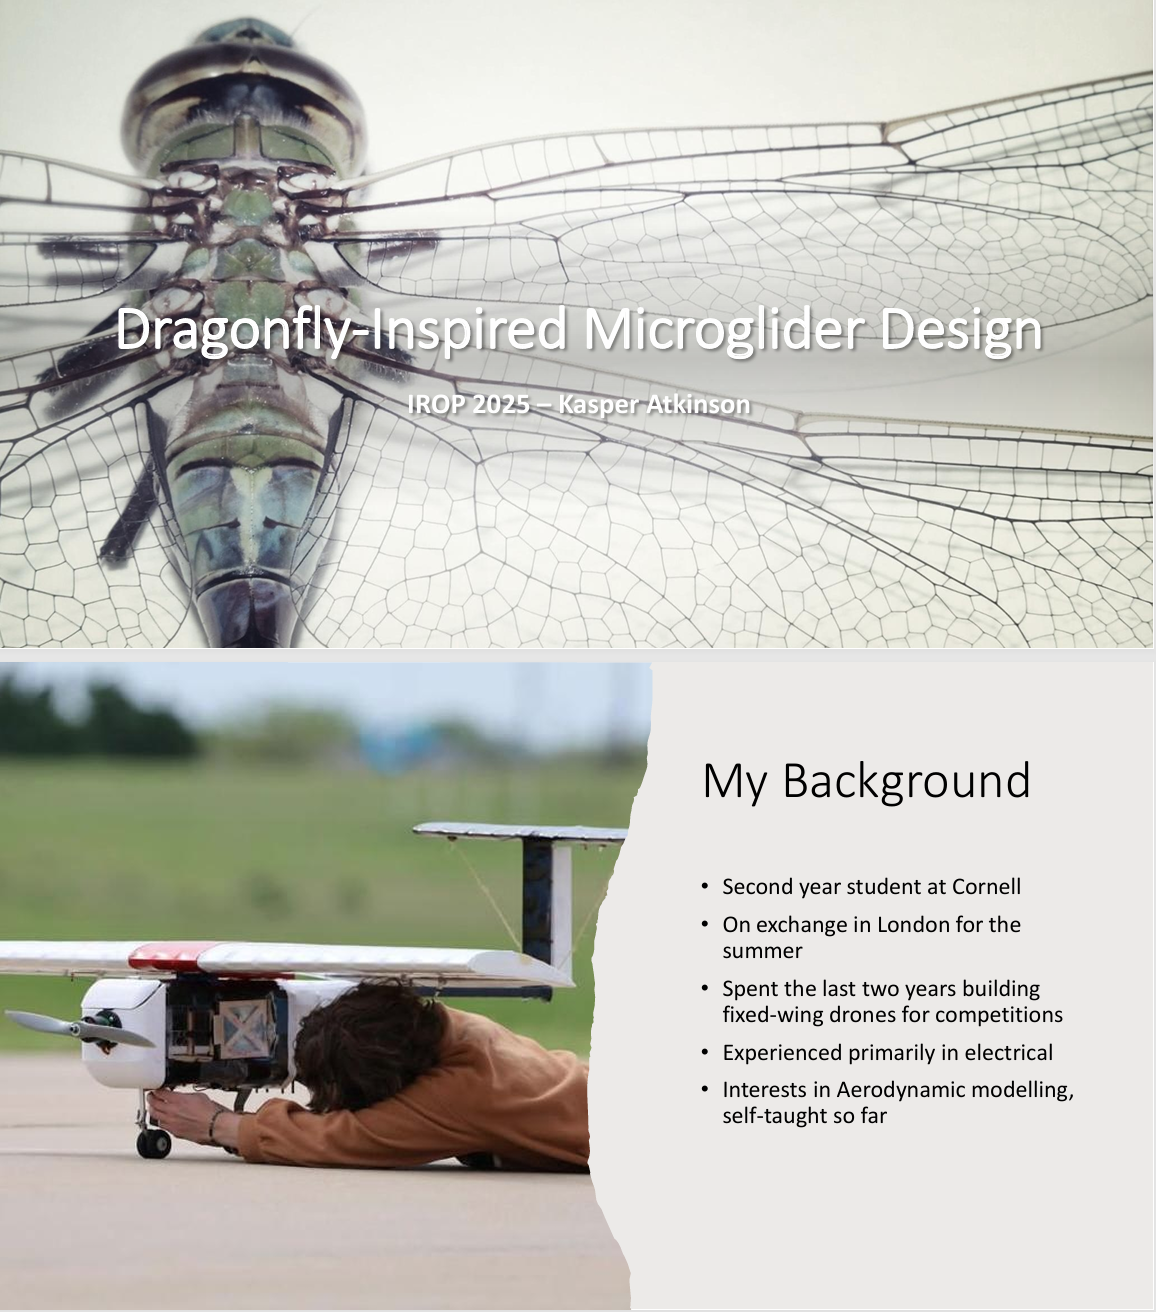 Dragonfly-Inspired Microglider Design
IROP 2025 – Kasper Atkinson
My Background
• Second year student at Cornell
• On exchange in London for the
summer
• Spent the last two years building
fixed-wing drones for competitions
• Experienced primarily in electrical
• Interests in Aerodynamic modelling,
self-taught so far